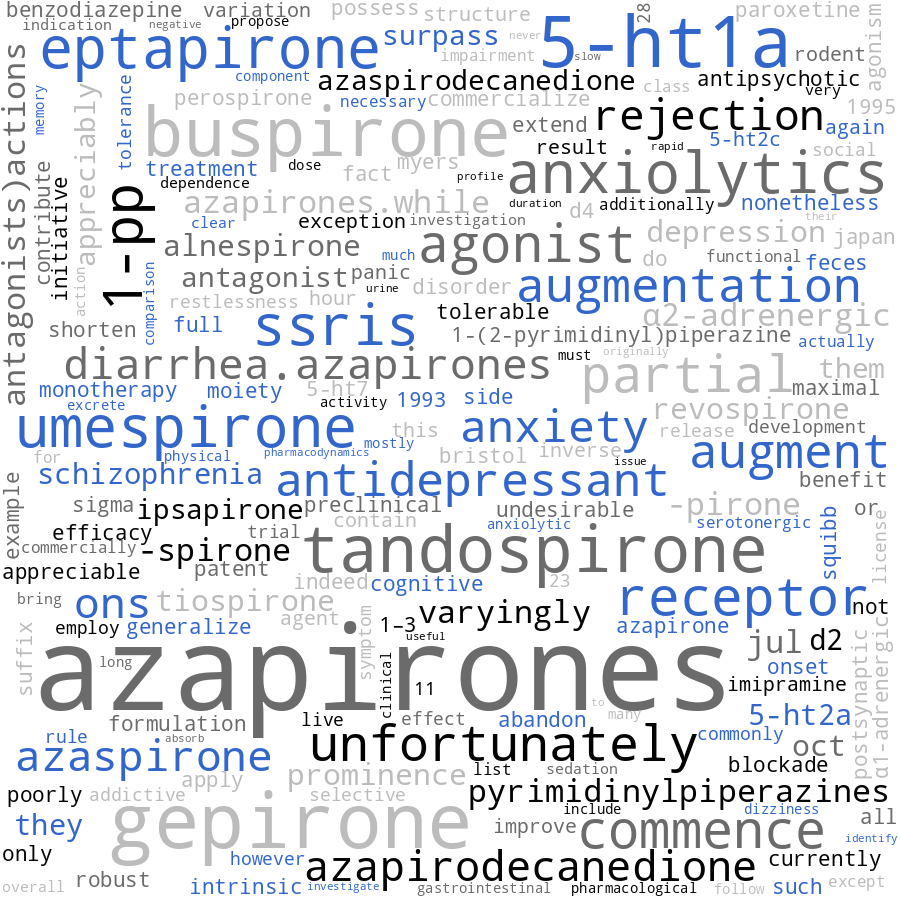 benzodiazepine variation possess structure 28 paroxetine
indication negative propose never agonism
eptapirone surpass 5-ht1a
slow rodent
impairment
component azaspirodecanedione class antipsychotic
very
perospirone necessary commercialize rejection 1995
memory tolerance appreciably
buspirone extend 5-ht2c again
result rapid social
treatment dose fact myers anxiolytics
dependence profile
azapirones.while duration d4 additionally nonetheless
clear exception investigation their
antagonists)actions contribute initiative 1-pp
alnespirone much agonist depression japan
do functional feces
antagonist panic
urine disorder augmentation
action comparison restlessness hour
tolerable α2-adrenergic
shorten full ssris 1-(2-pyrimidinyl)piperazine actually
must originally
diarrhea.azapirones partial them
monotherapy moiety 5-ht7 maximal
excrete activity 1993 side revospirone
umespirone this anxiety release development
mostly
for physical pharmacodynamics bristol inverse issue augment
schizophrenia antidepressant benefit
example sigma ipsapirone preclinical undesirable -pirone or
contain anxiolytic serotonergic squibb license
efficacy trial
commercially -spirone tandospirone
appreciable patent
indeed cognitive 23
bring ons tiospirone receptor not
suffix employ generalize agent symptom 1–3 varyingly azapirone
useful jul d2
azapirones long clinical 11 onset
imipramine
to many
formulation live effect abandon 5-ht2a
rule absorb unfortunately commonly oct postsynaptic α1-adrenergic
azaspirone list sedation blockade
apply prominence
poorly addictive selective pyrimidinylpiperazines
they gepirone include dizziness all
improve commence identify
only however azapirodecanedione currently
overall robust intrinsic investigate gastrointestinal pharmacological follow such except